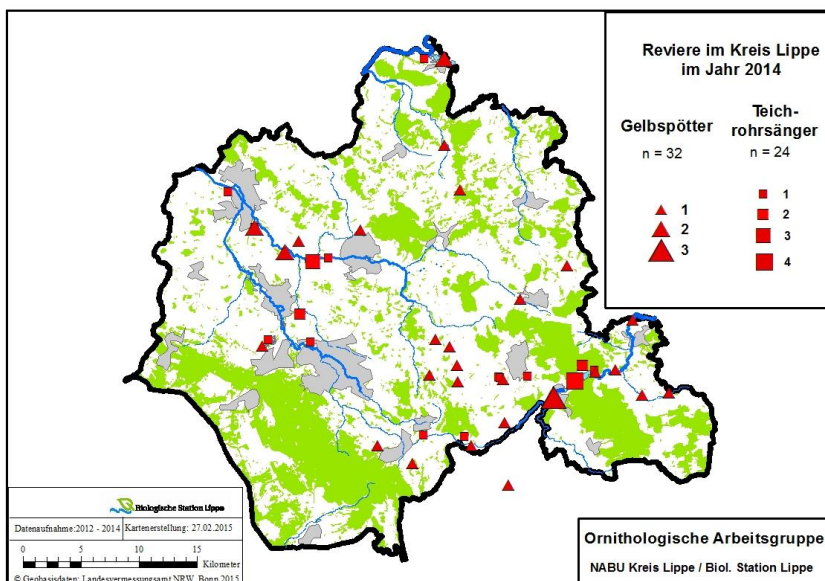 Reviere im Kreis Lippe
im Jahr 2014
Gelbspötter
n = 32
1
2
3
Teich-
rohrsänger
n = 24
1
2
3
4
Biologische Station Lippe
Datenaufnahme:2012 - 2014
Kartenerstellung: 27.02.2015
0 5 10 15
Kilometer
© Geobasisdaten: Landesvermessungsamt NRW, Bonn 2015
Ornithologische Arbeitsgruppe
NABU Kreis Lippe / Biol. Station Lippe